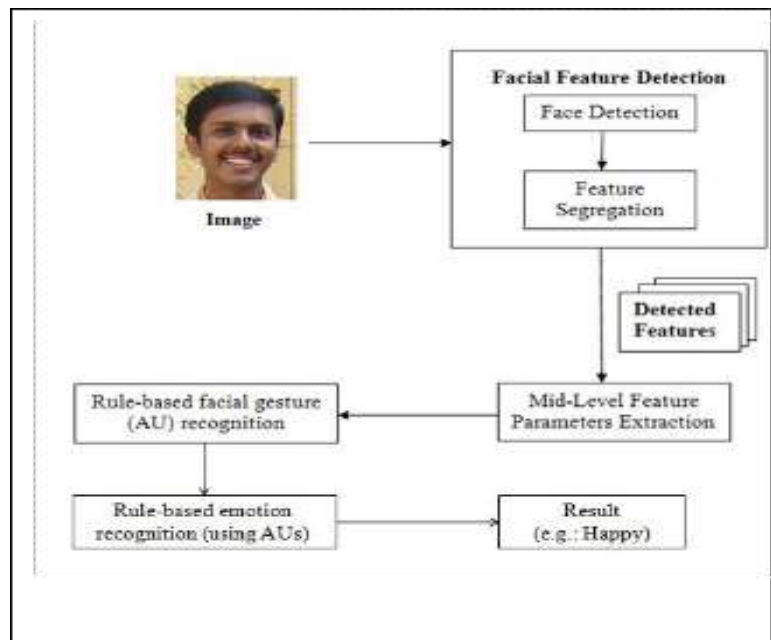 Image
Facial Feature Detection
Face Detection
Feature
Segregation
Detected
Features
Mid-Level Feature
Parameters Extraction
Rule-based facial gesture
(AU) recognition
Rule-based emotion
recognition (using AUs)
Result
(e.g.: Happy)